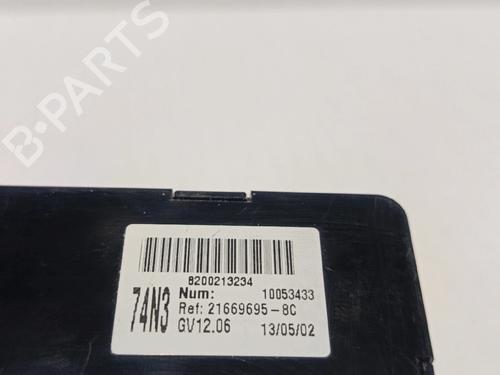 B-PARTS
8200213234
74N3
Num: 10053433
Ref: 21669695-8C
GV12.06 13/05/02